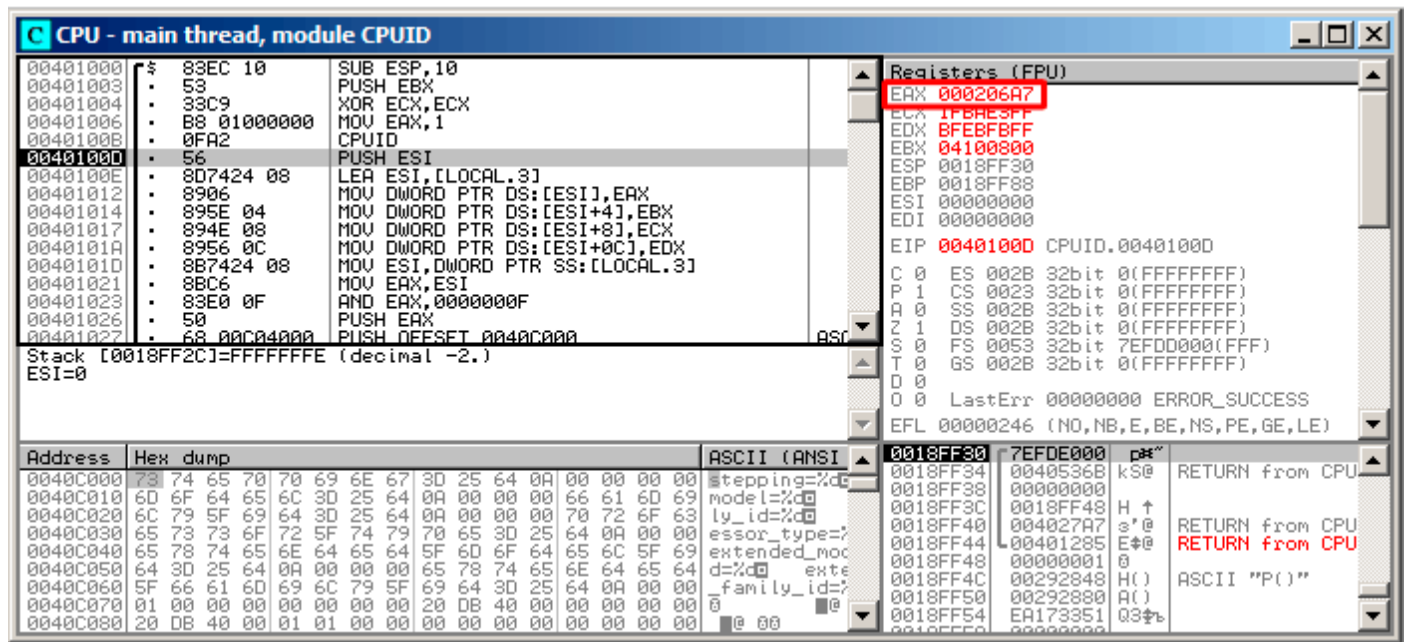 C CPU - main thread, module CPUID
00401000 $ 83EC 10 SUB ESP,10
00401003 . 53 PUSH EBX
00401004 . 33C9 XOR ECX,ECX
00401006 . B8 01000000 MOV EAX,1
0040100B . 0FA2 CPUID
0040100D . 56 PUSH ESI
0040100E . 8D7424 08 LEA ESI,[LOCAL.3]
00401012 . 8906 MOV DWORD PTR DS:[ESI],EAX
00401014 . 895E 04 MOV DWORD PTR DS:[ESI+4],EBX
00401017 . 894E 08 MOV DWORD PTR DS:[ESI+8],ECX
0040101A . 8956 0C MOV DWORD PTR DS:[ESI+0C],EDX
0040101D . 8B7424 08 MOV ESI,DWORD PTR SS:[LOCAL.3]
00401021 . 8BC6 MOV EAX,ESI
00401023 . 83E0 0F AND EAX,0000000F
00401026 . 50 PUSH EAX
00401027 . 68 00C04000 PUSH OFFSET 0040C000 ASC
Stack [0018FF2C]=FFFFFFFE (decimal -2.)
ESI=0
Registers (FPU)
EAX 000206A7
ECX 1FBAE3FF
EDX BFEBFBFF
EBX 04100800
ESP 0018FF30
EBP 0018FF88
ESI 00000000
EDI 00000000
EIP 0040100D CPUID.0040100D
C 0 ES 002B 32bit 0(FFFFFFFF)
P 1 CS 0023 32bit 0(FFFFFFFF)
A 0 SS 002B 32bit 0(FFFFFFFF)
Z 1 DS 002B 32bit 0(FFFFFFFF)
S 0 FS 0053 32bit 7EFDD000(FFF)
T 0 GS 002B 32bit 0(FFFFFFFF)
D 0
O 0 LastErr 00000000 ERROR_SUCCESS
EFL 00000246 (NO,NB,E,BE,NS,PE,GE,LE)
Address Hex dump ASCII (ANSI
0040C000 73 74 65 70 70 69 6E 67 3D 25 64 0A 00 00 00 00 stepping=%d
0040C010 6D 6F 64 65 6C 3D 25 64 0A 00 00 00 66 61 6D 69 model=%d
0040C020 6C 79 5F 69 64 3D 25 64 0A 00 00 00 70 72 6F 63 ly_id=%d
0040C030 65 73 73 6F 72 5F 74 79 70 65 3D 25 64 0A 00 00 essor_type=%
0040C040 65 78 74 65 6E 64 65 64 5F 6D 6F 64 65 6C 5F 69 extended_mod
0040C050 64 3D 25 64 0A 00 00 00 65 78 74 65 6E 64 65 64 d=%d exte
0040C060 5F 66 61 6D 69 6C 79 5F 69 64 3D 25 64 0A 00 00 _family_id=%
0040C070 01 00 00 00 00 00 00 00 20 DB 40 00 00 00 00 00 @
0040C080 20 DB 40 00 01 01 00 00 00 00 00 00 00 00 00 00 @
0018FF30 7EFDE000
0018FF34 0040536B kS@ RETURN from CPU
0018FF38 00000000
0018FF3C 0018FF48 H ↑
0018FF40 004027A7 RETURN from CPU
0018FF44 00401285 RETURN from CPU
0018FF48 00000001
0018FF4C 00292848 H() ASCII "P()"
0018FF50 00292880 A()
0018FF54 EA173351